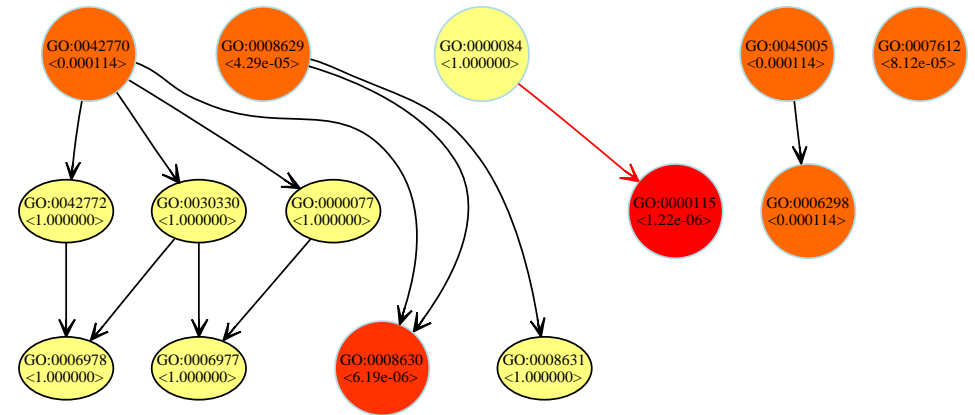 GO:0042770
<0.000114>
GO:0008629
<4.29e-05>
GO:0000084
<1.000000>
GO:0045005
<0.000114>
GO:0007612
<8.12e-05>
GO:0042772
<1.000000>
GO:0030330
<1.000000>
GO:0000077
<1.000000>
GO:0000115
<1.22e-06>
GO:0006298
<0.000114>
GO:0006978
<1.000000>
GO:0006977
<1.000000>
GO:0008630
<6.19e-06>
GO:0008631
<1.000000>